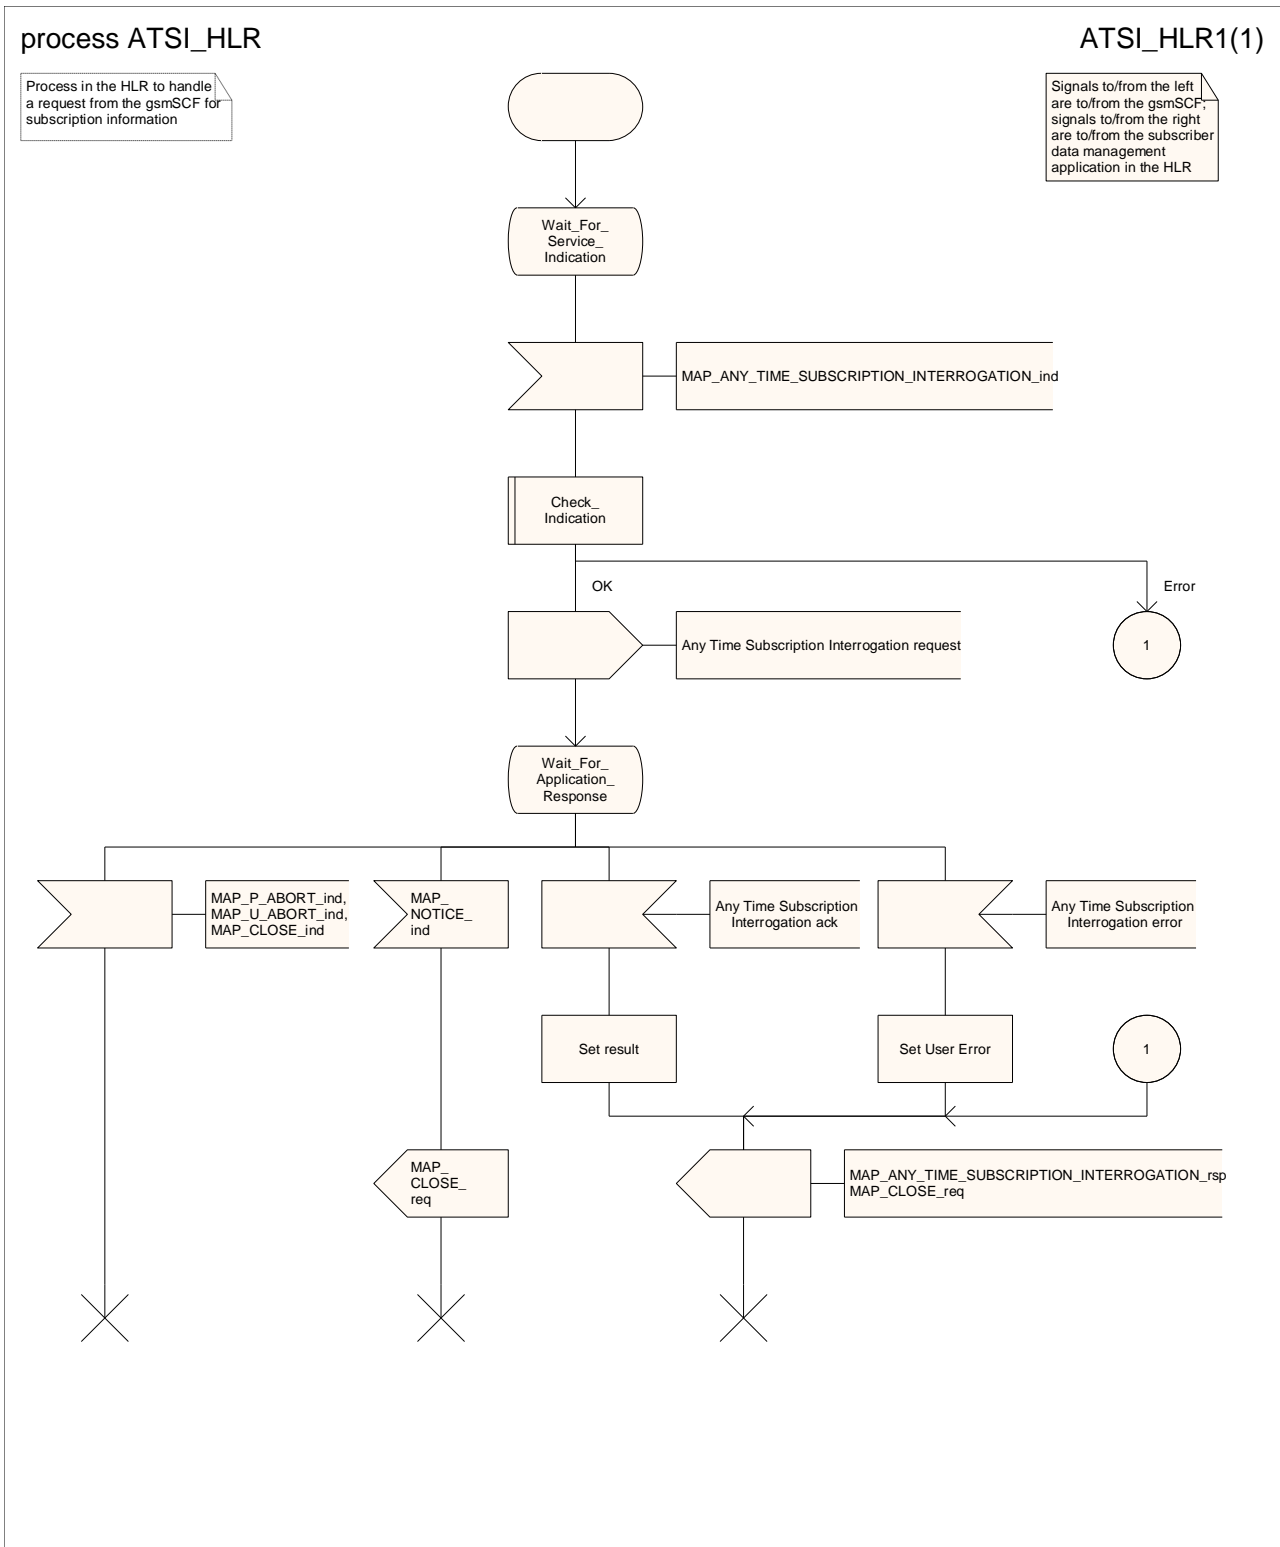 process ATSI_HLR
ATSI_HLR1(1)
Process in the HLR to handle
a request from the gsmSCF for
subscription information
Signals to/from the left
are to/from the gsmSCF;
signals to/from the right
are to/from the subscriber
data management
application in the HLR
Wait_For_
Service_
Indication
MAP_ANY_TIME_SUBSCRIPTION_INTERROGATION_ind
Check_
Indication
OK
Error
Any Time Subscription Interrogation request
1
Wait_For_
Application_
Response
MAP_P_ABORT_ind,
MAP_U_ABORT_ind,
MAP_CLOSE_ind
MAP_
NOTICE_
ind
Any Time Subscription
Interrogation ack
Any Time Subscription
Interrogation error
Set result
Set User Error
1
MAP_
CLOSE_
req
MAP_ANY_TIME_SUBSCRIPTION_INTERROGATION_rsp
MAP_CLOSE_req